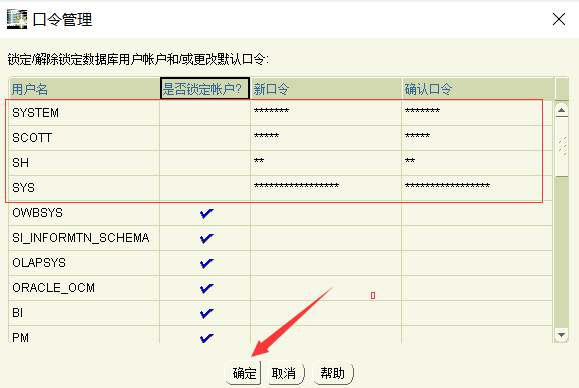 口令管理
锁定/解除锁定数据库用户帐户和/或更改默认口令:
用户名 是否锁定帐户? 新口令 确认口令
SYSTEM ******* *******
SCOTT ***** *****
SH ** **
SYS ***************** *****************
OWBSYS
SI_INFORMTN_SCHEMA
OLAPSYS
ORACLE_OCM
BI
PM
确定 取消 帮助